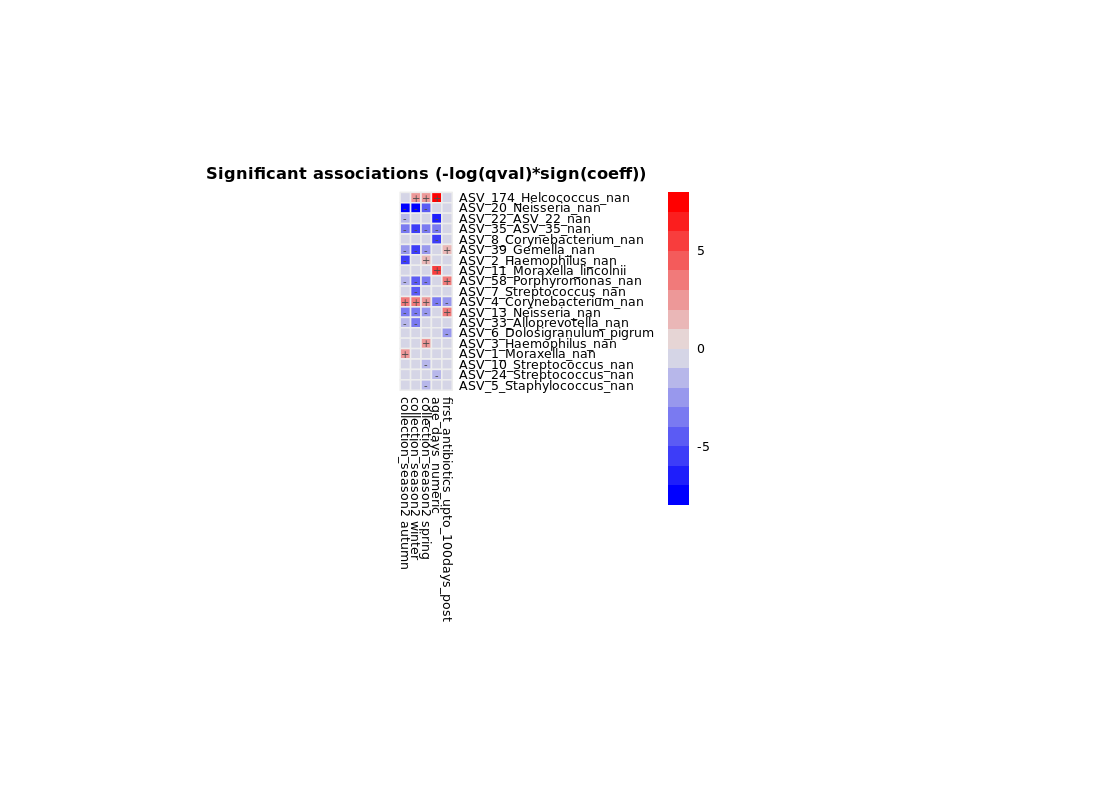 Significant associations (-log(qval)*sign(coeff))
ASV_174_Helcococcus_nan
ASV_20_Neisseria_nan
ASV_22_ASV_22_nan
ASV_35_ASV_35_nan
ASV_8_Corynebacterium_nan
ASV_39_Gemella_nan
ASV_2_Haemophilus_nan
ASV_11_Moraxella_lincolnii
ASV_58_Porphyromonas_nan
ASV_7_Streptococcus_nan
ASV_4_Corynebacterium_nan
ASV_13_Neisseria_nan
ASV_33_Alloprevotella_nan
ASV_6_Dolosigranulum_pigrum
ASV_3_Haemophilus_nan
ASV_1_Moraxella_nan
ASV_10_Streptococcus_nan
ASV_24_Streptococcus_nan
ASV_5_Staphylococcus_nan
collection_season2_autumn
collection_season2_winter
collection_season2_spring
age_days_numeric
first_antibiotics_upto_100days_post
5
0
-5